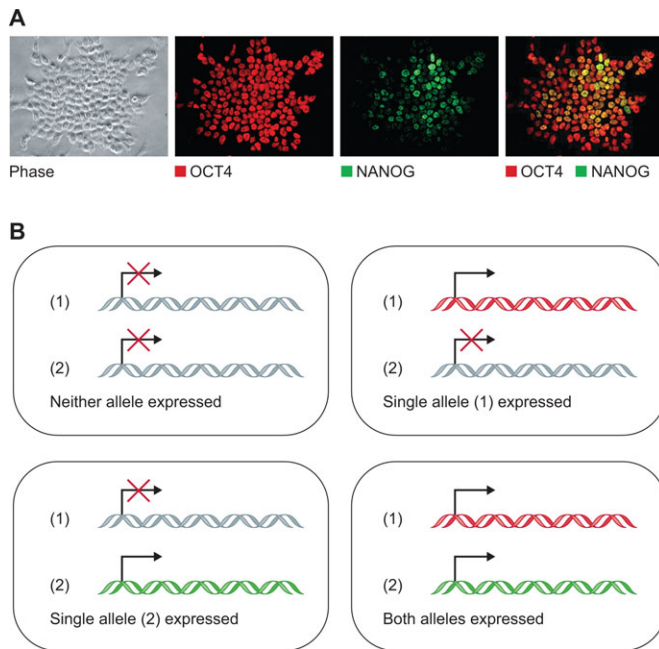 A
Phase
OCT4
NANOG
OCT4 NANOG
B
(1)
(2)
Neither allele expressed
(1)
(2)
Single allele (1) expressed
(1)
(2)
Single allele (2) expressed
(1)
(2)
Both alleles expressed